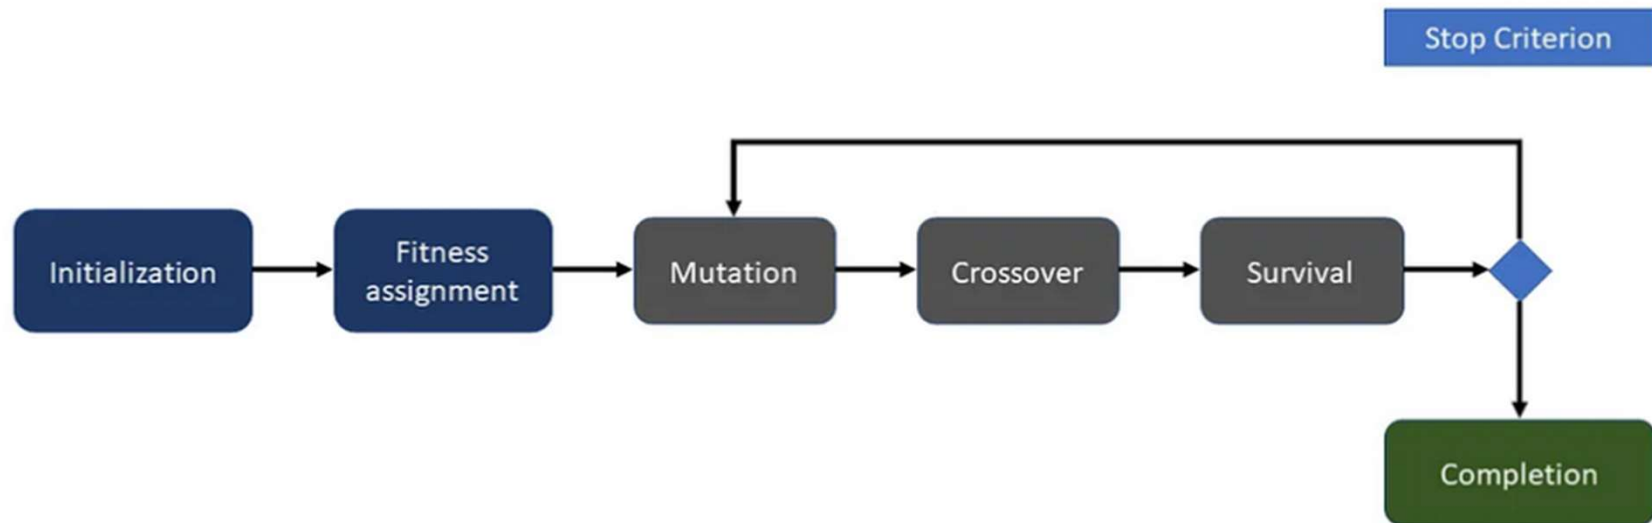 Stop Criterion
Initialization
Fitness
assignment
Mutation
Crossover
Survival
Completion